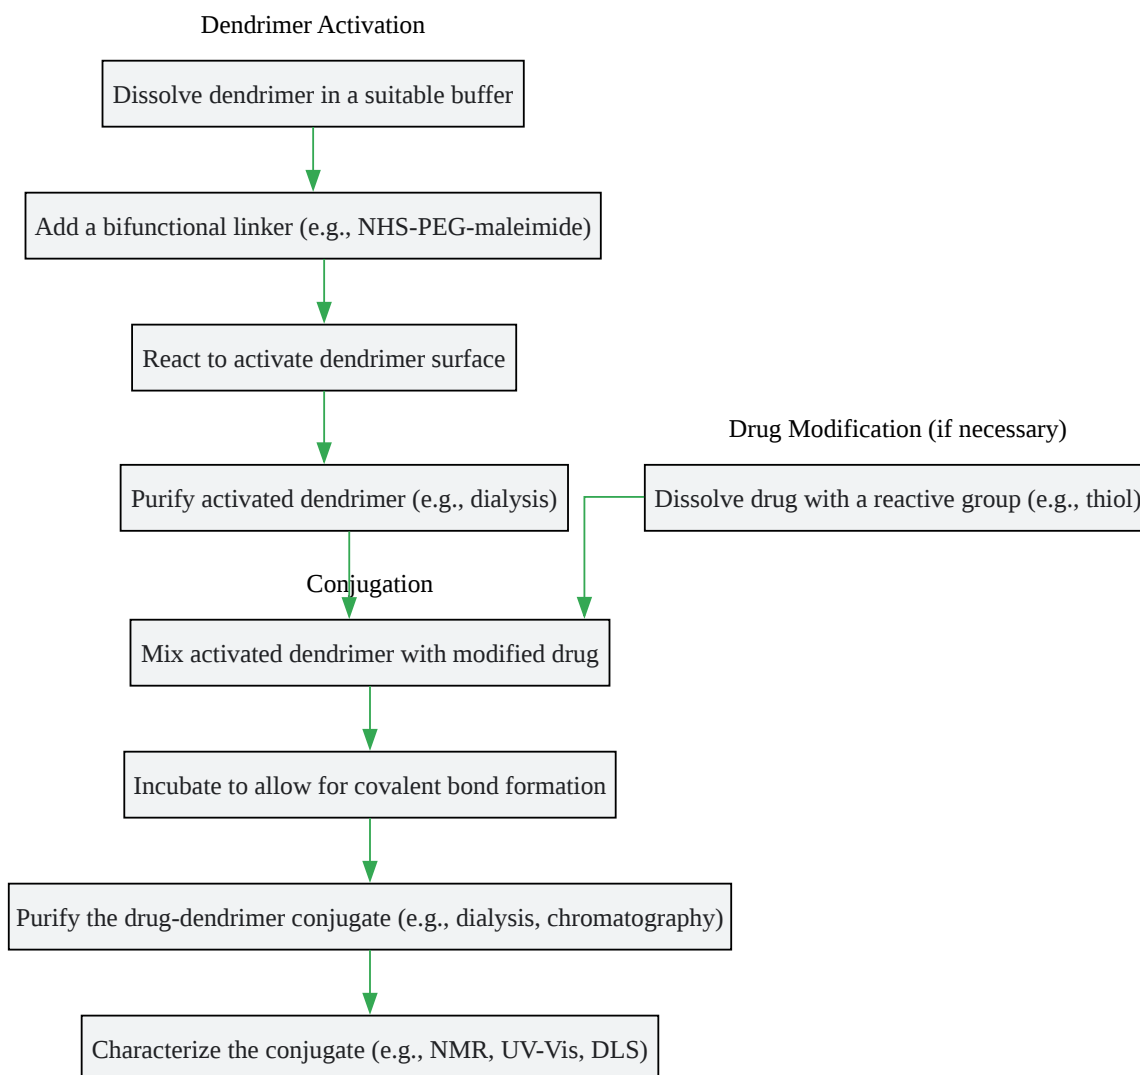 Dendrimer Activation
Dissolve dendrimer in a suitable buffer
Add a bifunctional linker (e.g., NHS-PEG-maleimide)
React to activate dendrimer surface
Drug Modification (if necessary)
Purify activated dendrimer (e.g., dialysis)
Dissolve drug with a reactive group (e.g., thiol)
Conjugation
Mix activated dendrimer with modified drug
Incubate to allow for covalent bond formation
Purify the drug-dendrimer conjugate (e.g., dialysis, chromatography)
Characterize the conjugate (e.g., NMR, UV-Vis, DLS)